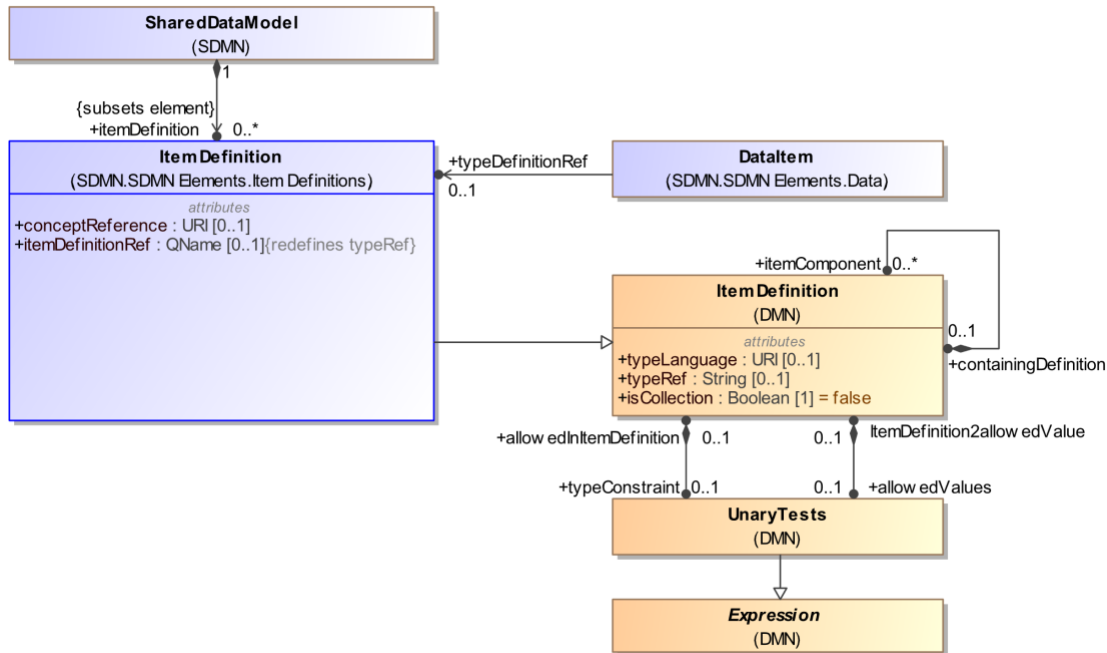 SharedDataModel
(SDMN)
1
{subsets element}
+itemDefinition 0..*
ItemDefinition
(SDMN.SDMN Elements.Item Definitions)
attributes
+conceptReference : URI [0..1]
+itemDefinitionRef : QName [0..1]{redefines typeRef}
+typeDefinitionRef
0..1
DataItem
(SDMN.SDMN Elements.Data)
+itemComponent 0..*
ItemDefinition
(DMN)
attributes
+typeLanguage : URI [0..1]
+typeRef : String [0..1]
+isCollection : Boolean [1] = false
0..1
+containingDefinition
+allowedInItemDefinition 0..1
0..1 ItemDefinition2allowedValue
+typeConstraint 0..1
0..1 +allowedValues
UnaryTests
(DMN)
Expression
(DMN)